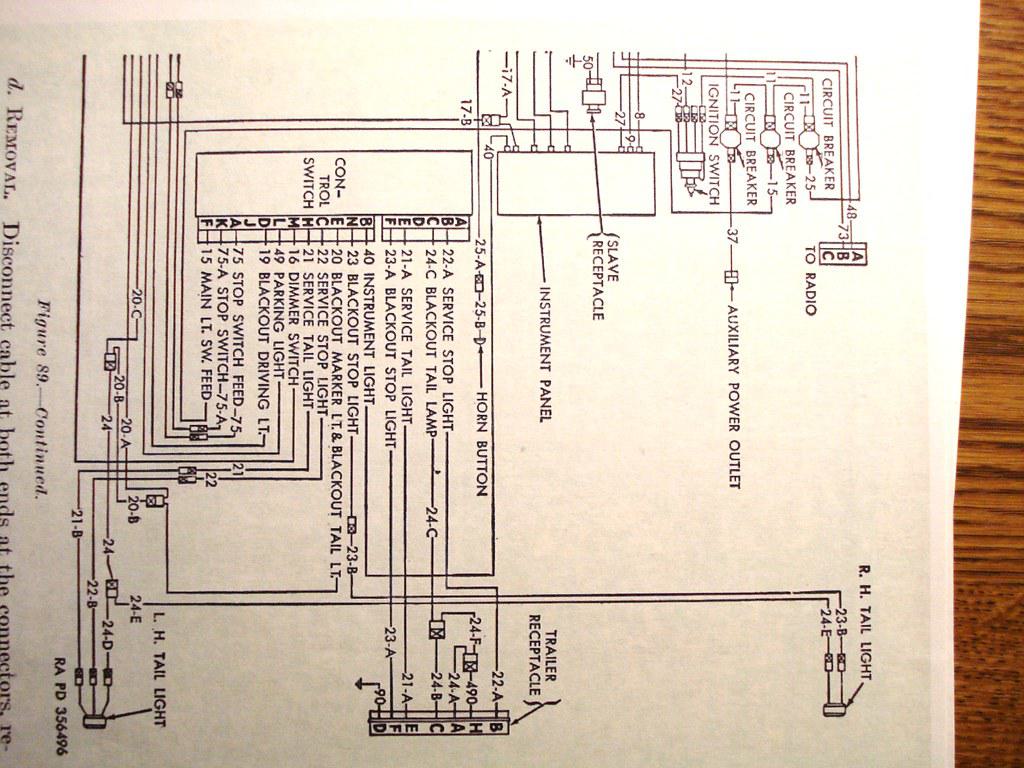 CIRCUIT BREAKER
CIRCUIT BREAKER
CIRCUIT BREAKER
IGNITION SWITCH
11
11
11
25
15
12
27
8
9
27
50
48
73
A
B
C
TO RADIO
37
AUXILIARY POWER OUTLET
SLAVE RECEPTACLE
INSTRUMENT PANEL
17-A
17-B
40
25-A
25-B
HORN BUTTON
CON-
TROL
SWITCH
A
B 22-A SERVICE STOP LIGHT
C 24-C BLACKOUT TAIL LAMP
D
E 21-A SERVICE TAIL LIGHT
F 23-A BLACKOUT STOP LIGHT
B 40 INSTRUMENT LIGHT
N 23 BLACKOUT STOP LIGHT
E 20 BLACKOUT MARKER LT. & BLACKOUT TAIL LT.
C 22 SERVICE STOP LIGHT
H 21 SERVICE TAIL LIGHT
M 16 DIMMER SWITCH
L 49 PARKING LIGHT
D 19 BLACKOUT DRIVING LT.
J
A 75 STOP SWITCH FEED-75
K 75-A STOP SWITCH-75-A
F 15 MAIN LT. SW. FEED
24-C
23-B
20-C
20-B
20-A
24
21
22
20-B
21-B
22-B
24
24-D
24-E
L. H. TAIL LIGHT
R. H. TAIL LIGHT
23-B
24-E
TRAILER
RECEPTACLE
22-A
B
490
H
24-F
24-A
A
24-B
C
21-A
E
23-A
F
90
D
RA PD 356496
Figure 89.—Continued.
d. REMOVAL. Disconnect cable at both ends at the connectors, re-